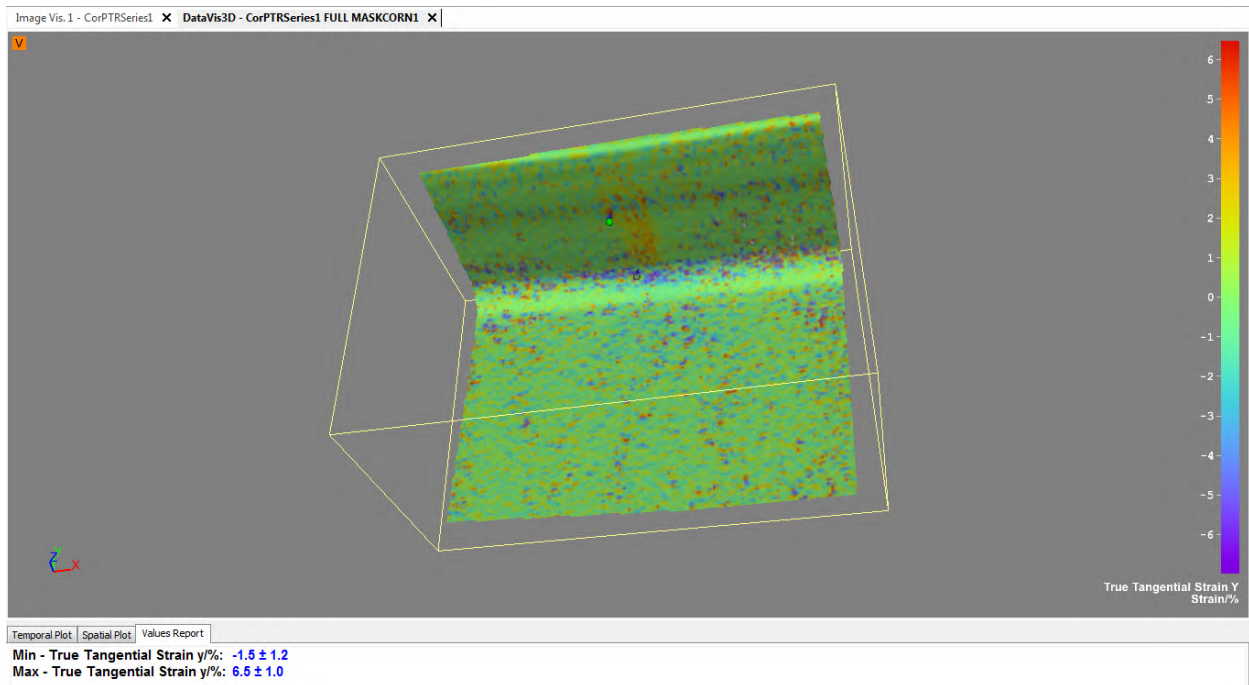 Image Vis. 1 - CorPTRSeries1 ✕ DataVis3D - CorPTRSeries1 FULL MASKCORN1 ✕
V
6
5
4
3
2
1
0
-1
-2
-3
-4
-5
-6
Z Y X
True Tangential Strain Y
Strain/%
Temporal Plot Spatial Plot Values Report
Min - True Tangential Strain y/%: -1.5 ± 1.2
Max - True Tangential Strain y/%: 6.5 ± 1.0